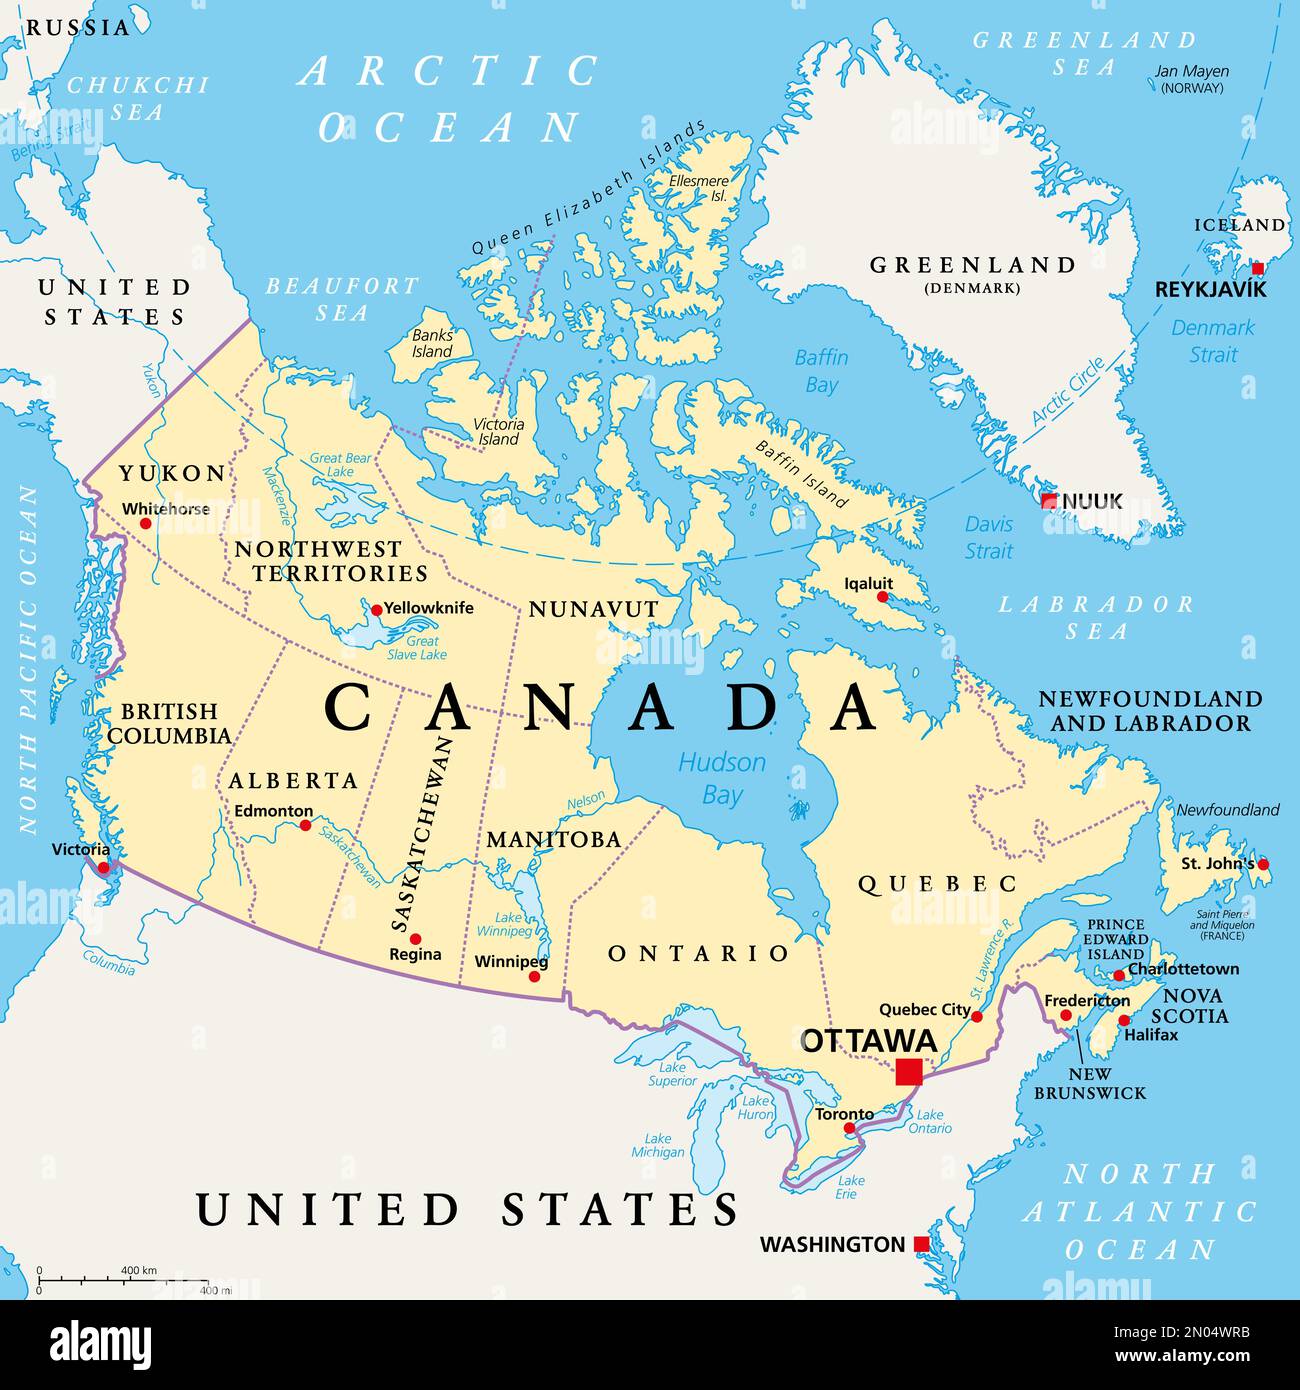 RUSSIA
CHUKCHI
SEA
Bering Strait
ARCTIC
OCEAN
GREENLAND
SEA
Jan Mayen
(NORWAY)
Queen Elizabeth Islands
Ellesmere
Isl.
ICELAND
REYKJAVÍK
Denmark
Strait
GREENLAND
(DENMARK)
UNITED
STATES
BEAUFORT
SEA
Banks
Island
Baffin
Bay
Arctic Circle
Yukon
Victoria
Island
Baffin Island
Great Bear
Lake
Mackenzie
YUKON
Whitehorse
NUUK
Davis
Strait
NORTHWEST
TERRITORIES
Yellowknife
Great
Slave Lake
NUNAVUT
Iqaluit
LABRADOR
SEA
NORTH PACIFIC OCEAN
CANADA
BRITISH
COLUMBIA
NEWFOUNDLAND
AND LABRADOR
Hudson
Bay
ALBERTA
Edmonton
SASKATCHEWAN
Saskatchewan
Nelson
MANITOBA
Newfoundland
Victoria
St. John's
QUEBEC
Lake
Winnipeg
Saint Pierre
and Miquelon
(FRANCE)
Columbia
Regina
Winnipeg
ONTARIO
St. Lawrence R.
PRINCE
EDWARD
ISLAND
Charlottetown
Quebec City
Fredericton
NOVA
SCOTIA
Halifax
OTTAWA
NEW
BRUNSWICK
Lake
Superior
Lake
Huron
Toronto
Lake
Ontario
Lake
Michigan
Lake
Erie
UNITED STATES
WASHINGTON
NORTH
ATLANTIC
OCEAN
0
400 km
0
400 mi
alamy
Image ID: 2N04WRB
www.alamy.com